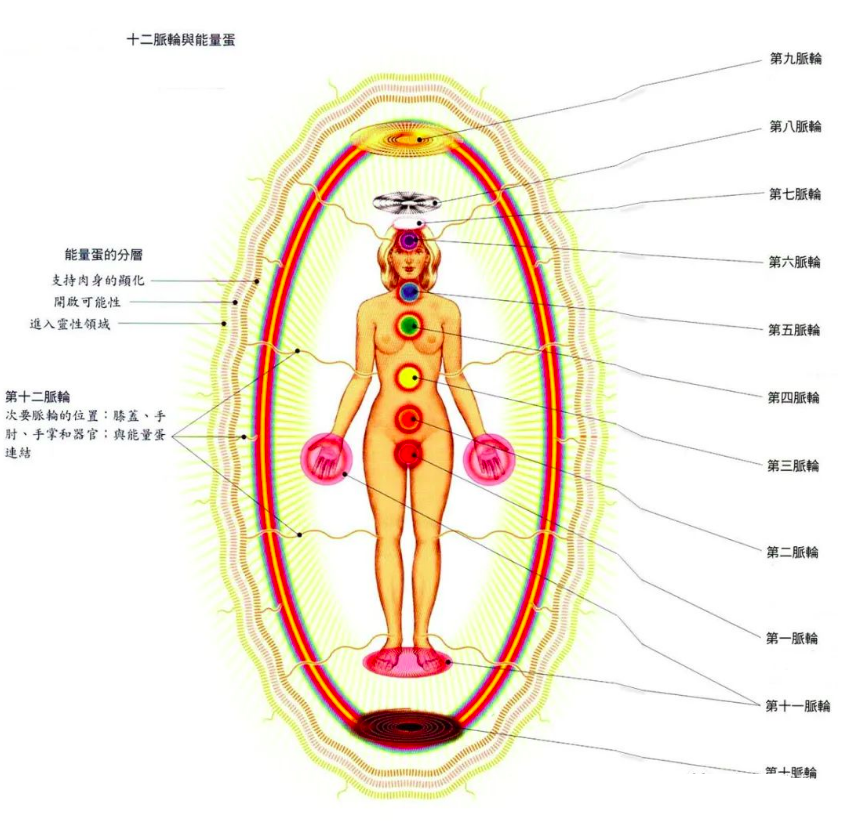 十二脈輪與能量蛋
第九脈輪
第八脈輪
第七脈輪
第六脈輪
第五脈輪
第四脈輪
第三脈輪
第二脈輪
第一脈輪
第十一脈輪
第十脈輪
能量蛋的分層
支持肉身的顯化
開啟可能性
進入靈性領域
第十二脈輪
次要脈輪的位置：膝蓋、手
肘、手掌和器官；與能量蛋
連結